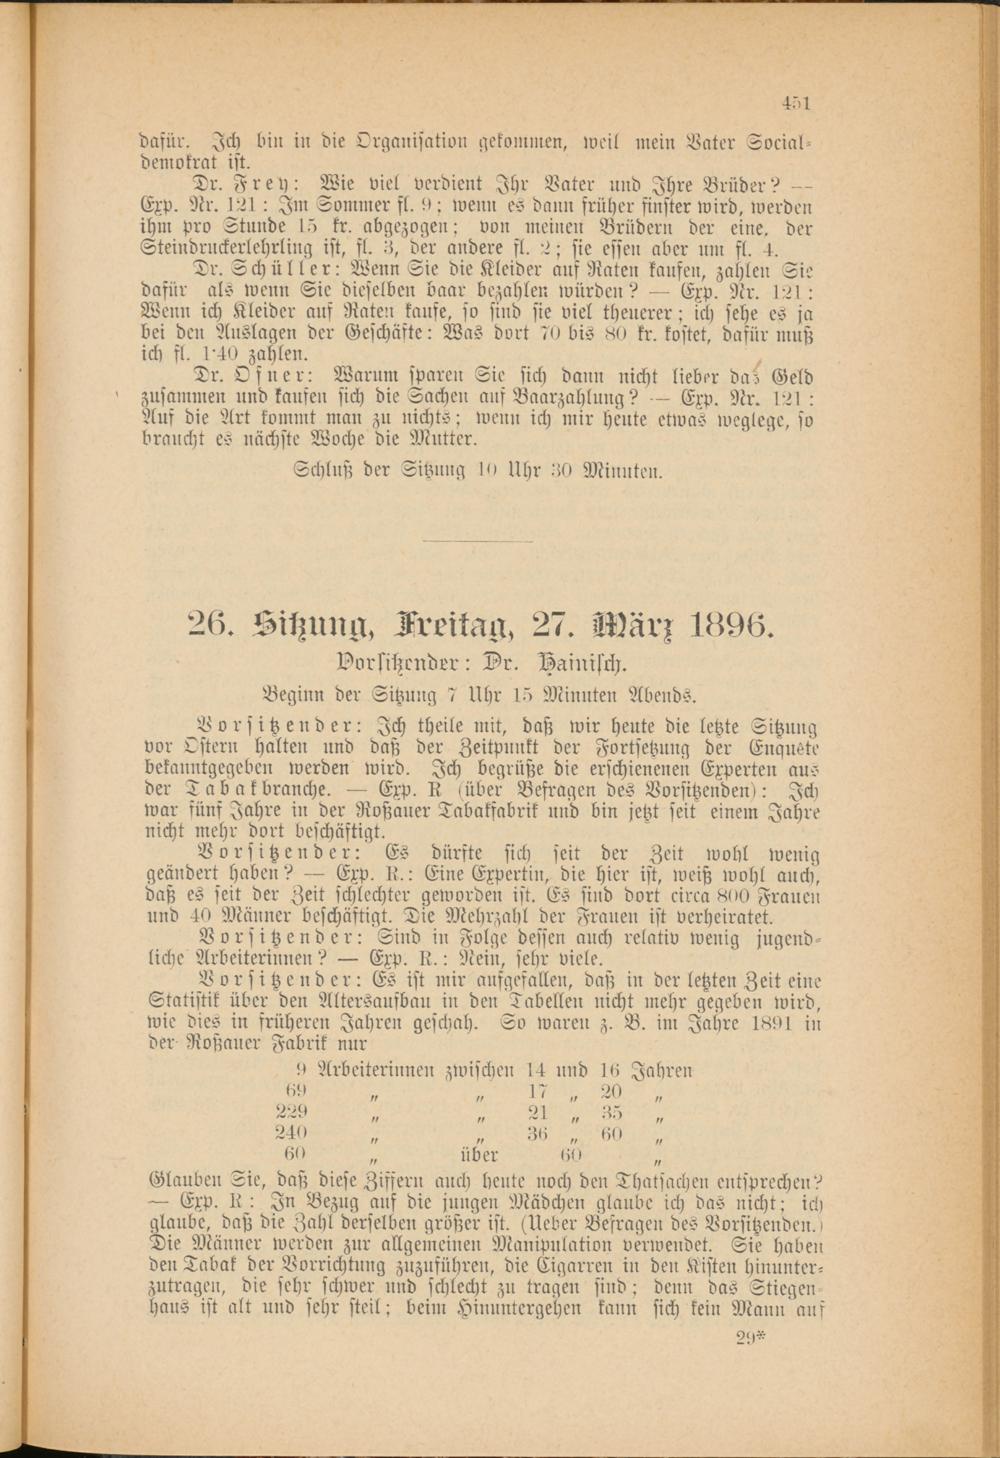 451
dafür. Ich bin in die Organisation gekommen, weil mein Vater Social-
demokrat ist.
Dr. Frey: Wie viel verdient Ihr Vater und Ihre Brüder? —
Exp. Nr. 121: Im Sommer fl. 9; wenn es dann früher finster wird, werden
ihm pro Stunde 15 kr. abgezogen; von meinen Brüdern der eine, der
Steindruckerlehrling ist, fl. 3, der andere fl. 2; sie essen aber um fl. 4.
Dr. Schüller: Wenn Sie die Kleider auf Raten kaufen, zahlen Sie
dafür als wenn Sie dieselben baar bezahlen würden? — Exp. Nr. 121:
Wenn ich Kleider auf Raten kaufe, so sind sie viel theuerer; ich sehe es ja
bei den Auslagen der Geschäfte: Was dort 70 bis 80 kr. kostet, dafür muß
ich fl. 1·40 zahlen.
Dr. Ofner: Warum sparen Sie sich dann nicht lieber das Geld
zusammen und kaufen sich die Sachen auf Baarzahlung? — Exp. Nr. 121:
Auf die Art kommt man zu nichts; wenn ich mir heute etwas weglege, so
braucht es nächste Woche die Mutter.
Schluß der Sitzung 10 Uhr 30 Minuten.
26. Sitzung, Freitag, 27. März 1896.
Vorsitzender: Dr. Hainisch.
Beginn der Sitzung 7 Uhr 15 Minuten Abends.
Vorsitzender: Ich theile mit, daß wir heute die letzte Sitzung
vor Ostern halten und daß der Zeitpunkt der Fortsetzung der Enquête
bekanntgegeben werden wird. Ich begrüße die erschienenen Experten aus
der Tabakbranche. — Exp. R (über Befragen des Vorsitzenden): Ich
war fünf Jahre in der Roßauer Tabakfabrik und bin jetzt seit einem Jahre
nicht mehr dort beschäftigt.
Vorsitzender: Es dürfte sich seit der Zeit wohl wenig
geändert haben? — Exp. R.: Eine Expertin, die hier ist, weiß wohl auch,
daß es seit der Zeit schlechter geworden ist. Es sind dort circa 800 Frauen
und 40 Männer beschäftigt. Die Mehrzahl der Frauen ist verheiratet.
Vorsitzender: Sind in Folge dessen auch relativ wenig jugend-
liche Arbeiterinnen? — Exp. R.: Nein, sehr viele.
Vorsitzender: Es ist mir aufgefallen, daß in der letzten Zeit eine
Statistik über den Altersaufbau in den Tabellen nicht mehr gegeben wird,
wie dies in früheren Jahren geschah. So waren z. B. im Jahre 1891 in
der Roßauer Fabrik nur
9 Arbeiterinnen zwischen 14 und 16 Jahren
69 „ „ 17 „ 20 „
229 „ „ 21 „ 35 „
240 „ „ 36 „ 60 „
60 „ über 60 „
Glauben Sie, daß diese Ziffern auch heute noch den Thatsachen entsprechen?
— Exp. R: In Bezug auf die jungen Mädchen glaube ich das nicht; ich
glaube, daß die Zahl derselben größer ist. (Ueber Befragen des Vorsitzenden.)
Die Männer werden zur allgemeinen Manipulation verwendet. Sie haben
den Tabak der Vorrichtung zuzuführen, die Cigarren in den Kisten hinunter-
zutragen, die sehr schwer und schlecht zu tragen sind; denn das Stiegen-
haus ist alt und sehr steil; beim Hinuntergehen kann sich kein Mann auf
29*